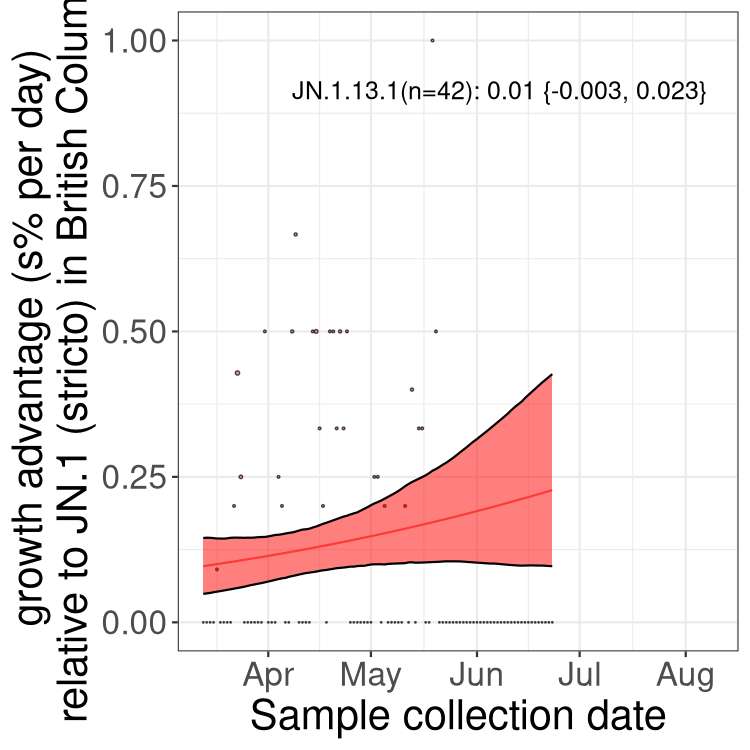 growth advantage (s% per day)
relative to JN.1 (stricto) in British Colum
1.00
0.75
0.50
0.25
0.00
JN.1.13.1(n=42): 0.01 {-0.003, 0.023}
Apr May Jun Jul Aug
Sample collection date